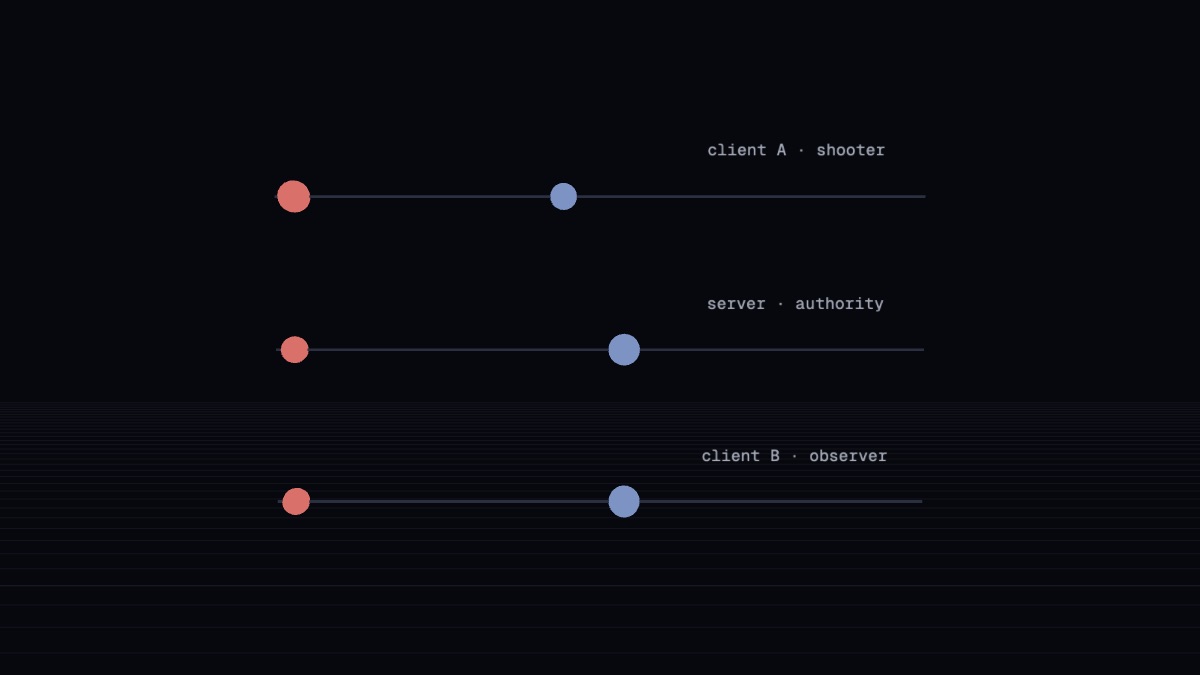 client A · shooter
server · authority
client B · observer